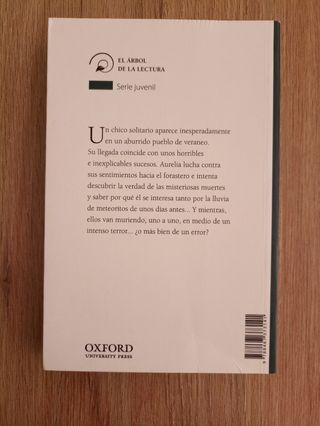 EL ÁRBOL
DE LA LECTURA
Serie juvenil
Un chico solitario aparece inesperadamente
en un aburrido pueblo de veraneo.
Su llegada coincide con unos horribles
e inexplicables sucesos. Aurelia lucha contra
sus sentimientos hacia el forastero e intenta
descubrir la verdad de las misteriosas muertes
y saber por qué él se interesa tanto por la lluvia
de meteoritos de unos días antes... Y mientras,
ellos van muriendo, uno a uno, en medio de un
intenso terror... ¿o más bien de un error?
OXFORD
UNIVERSITY PRESS